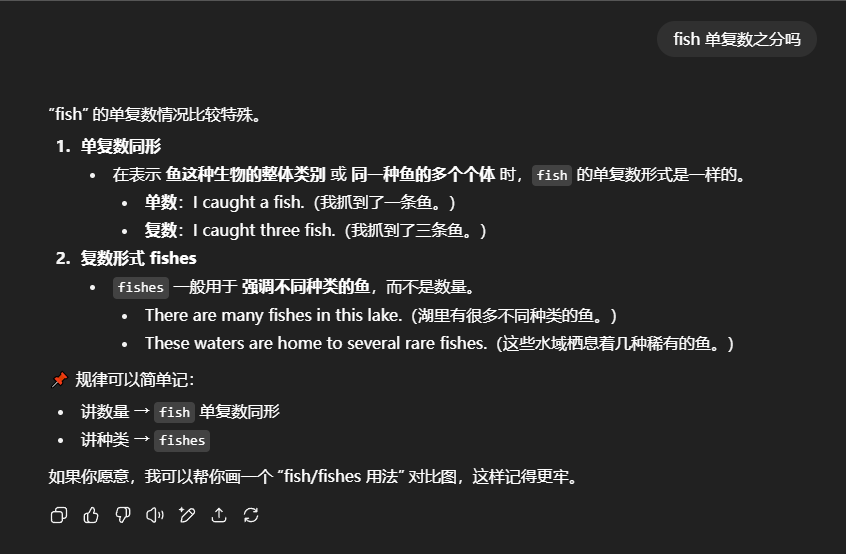 fish 单复数之分吗
“fish” 的单复数情况比较特殊。
1. 单复数同形
• 在表示 鱼这种生物的整体类别 或 同一种鱼的多个个体 时，fish 的单复数形式是一样的。
• 单数：I caught a fish.（我抓到了一条鱼。）
• 复数：I caught three fish.（我抓到了三条鱼。）
2. 复数形式 fishes
• fishes 一般用于 强调不同种类的鱼，而不是数量。
• There are many fishes in this lake.（湖里有很多不同种类的鱼。）
• These waters are home to several rare fishes.（这些水域栖息着几种稀有的鱼。）
📌 规律可以简单记：
• 讲数量 → fish 单复数同形
• 讲种类 → fishes
如果你愿意，我可以帮你画一个 “fish/fishes 用法” 对比图，这样记得更牢。